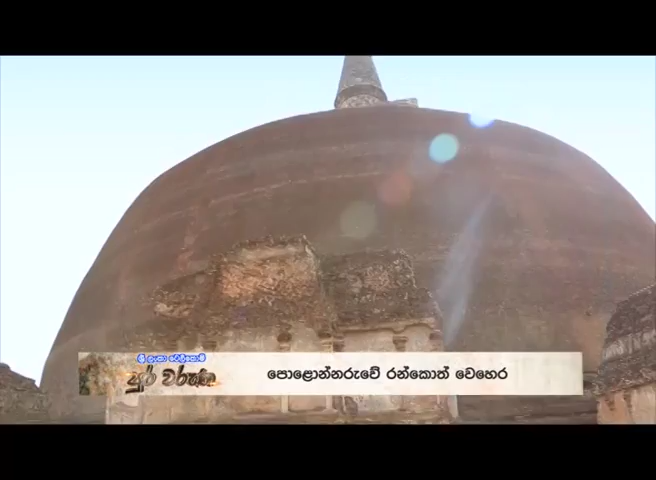 ශ්‍රී ලංකා ටෙලිකොම්
පුරා විරාජ
පොළොන්නරුවේ රන්කොත් වෙහෙර